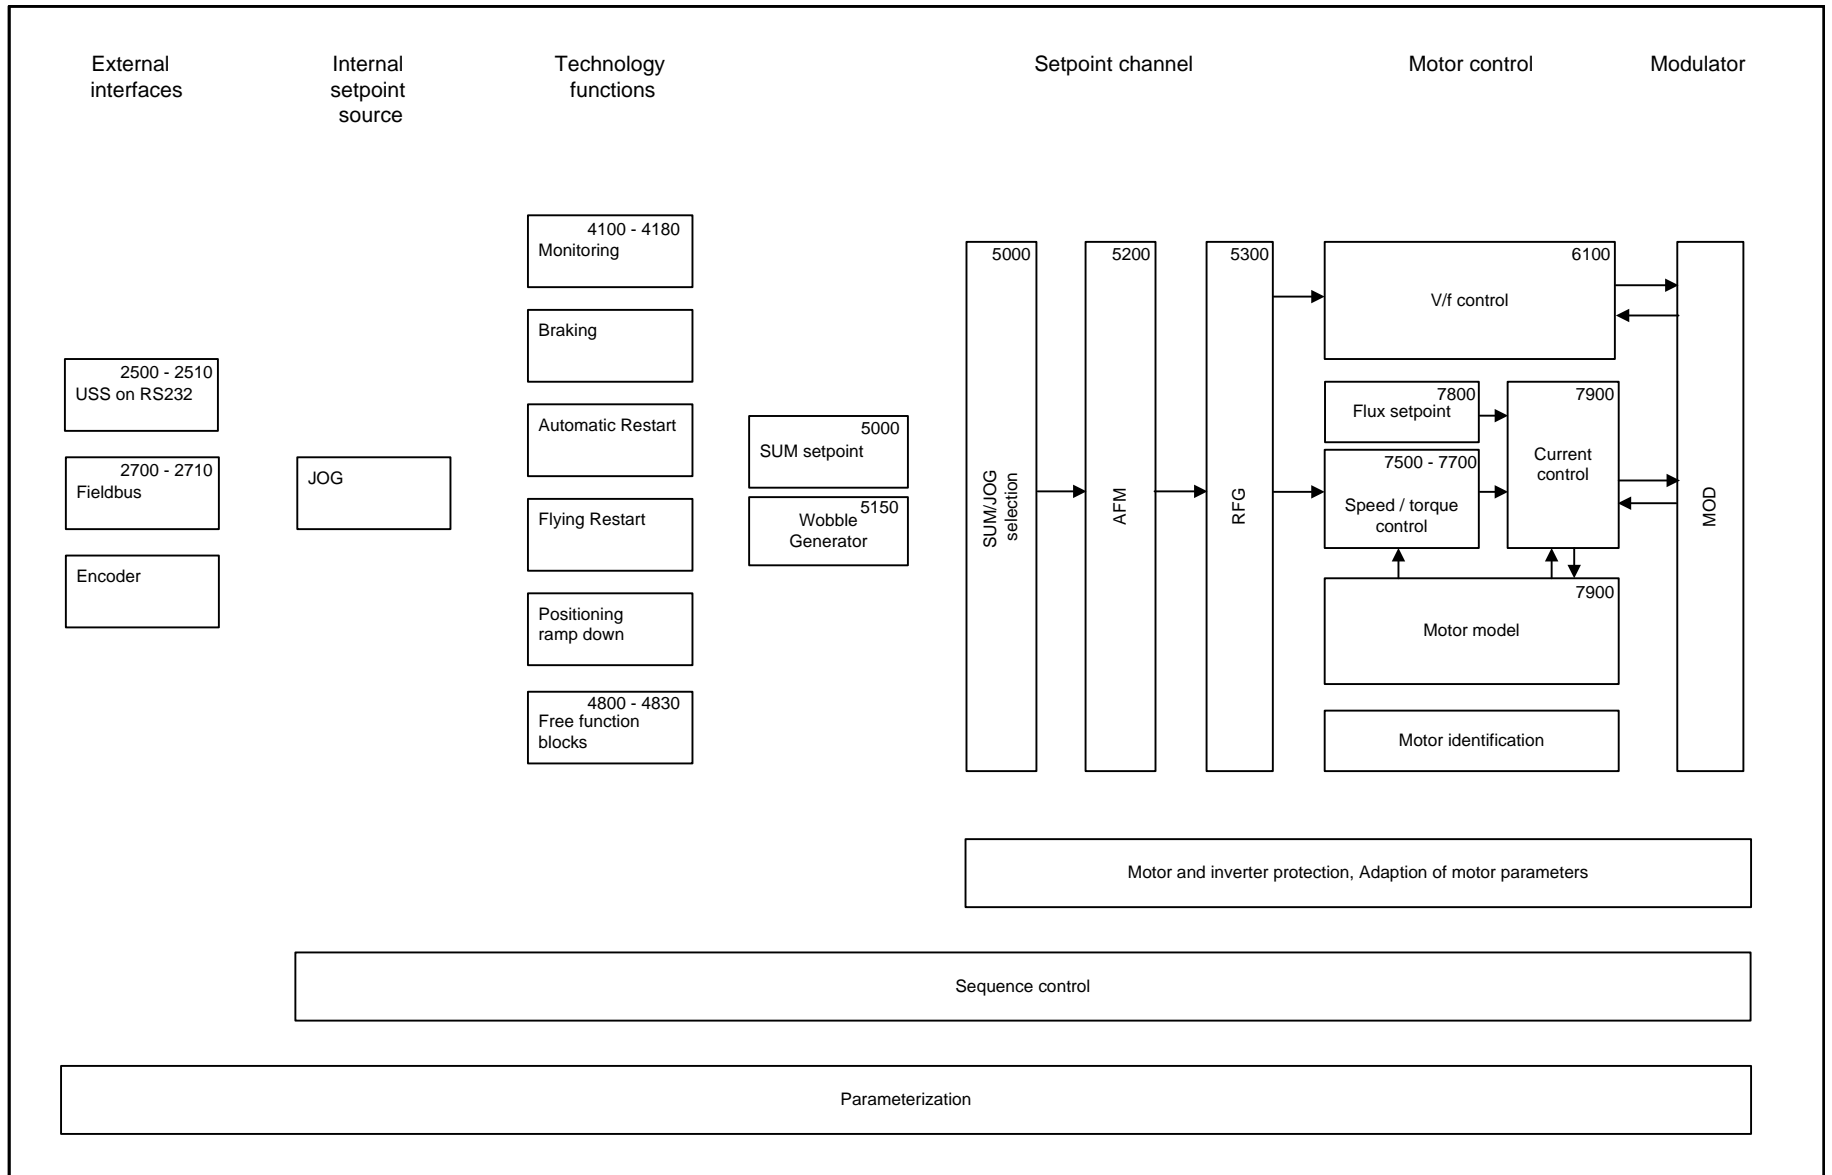 External
interfaces
Internal
setpoint
source
Technology
functions
Setpoint channel
Motor control
Modulator
2500 - 2510
USS on RS232
2700 - 2710
Fieldbus
Encoder
JOG
4100 - 4180
Monitoring
Braking
Automatic Restart
Flying Restart
Positioning
ramp down
4800 - 4830
Free function
blocks
5000
SUM setpoint
5150
Wobble
Generator
5000
SUM/JOG
selection
5200
AFM
5300
RFG
6100
V/f control
7800
Flux setpoint
7500 - 7700
Speed / torque
control
7900
Current
control
7900
Motor model
Motor identification
MOD
Motor and inverter protection, Adaption of motor parameters
Sequence control
Parameterization